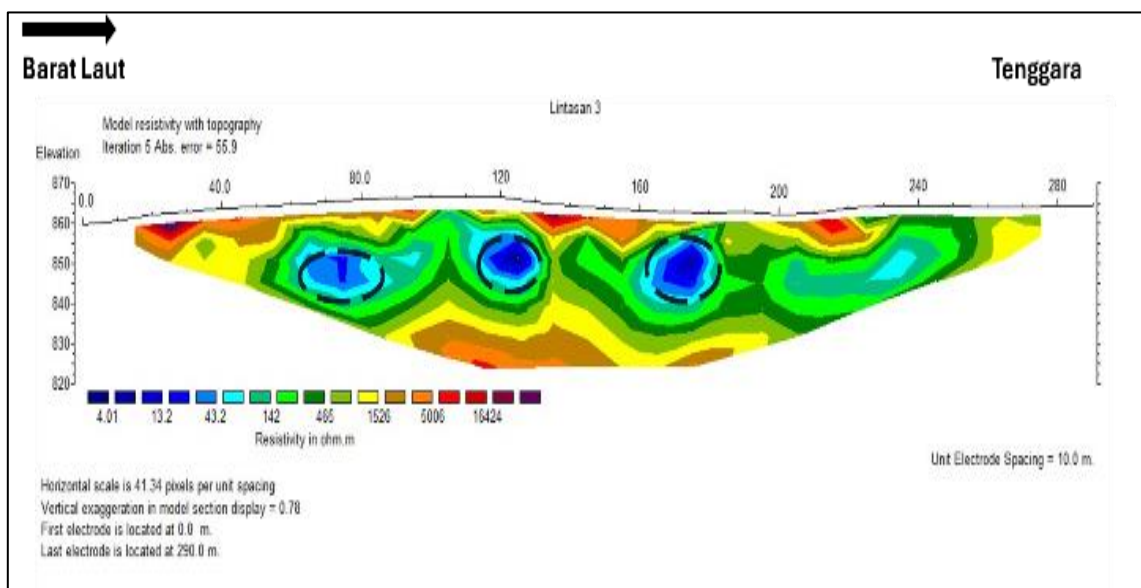 Barat Laut
Tenggara
Lintasan 3
Model resistivity with topography
Iteration 5 Abs. error = 55.9
Elevation
870
860
850
840
830
820
0.0 40.0 80.0 120 160 200 240 280
4.01 13.2 43.2 142 465 1526 5006 16424
Resistivity in ohm.m
Unit Electrode Spacing = 10.0 m.
Horizontal scale is 41.34 pixels per unit spacing
Vertical exaggeration in model section display = 0.78
First electrode is located at 0.0 m.
Last electrode is located at 290.0 m.